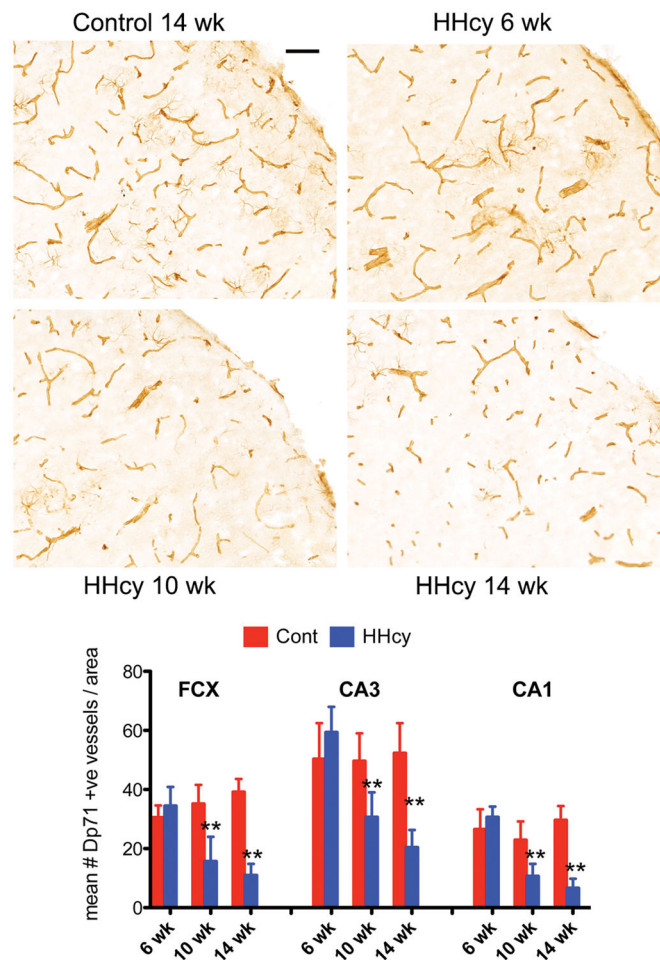 Control 14 wk
HHcy 6 wk
HHcy 10 wk
HHcy 14 wk
Cont
HHcy
mean # Dp71 +ve vessels / area
80
60
40
20
0
FCX
CA3
CA1
**
**
**
**
**
**
6 wk
10 wk
14 wk
6 wk
10 wk
14 wk
6 wk
10 wk
14 wk